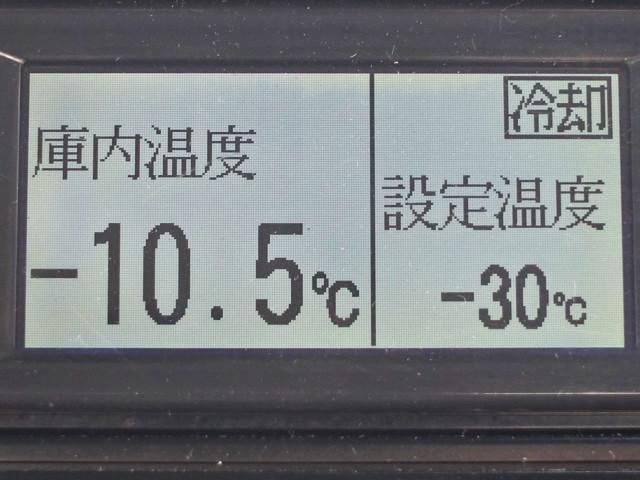 庫内温度
-10.5℃
冷却
設定温度
-30℃